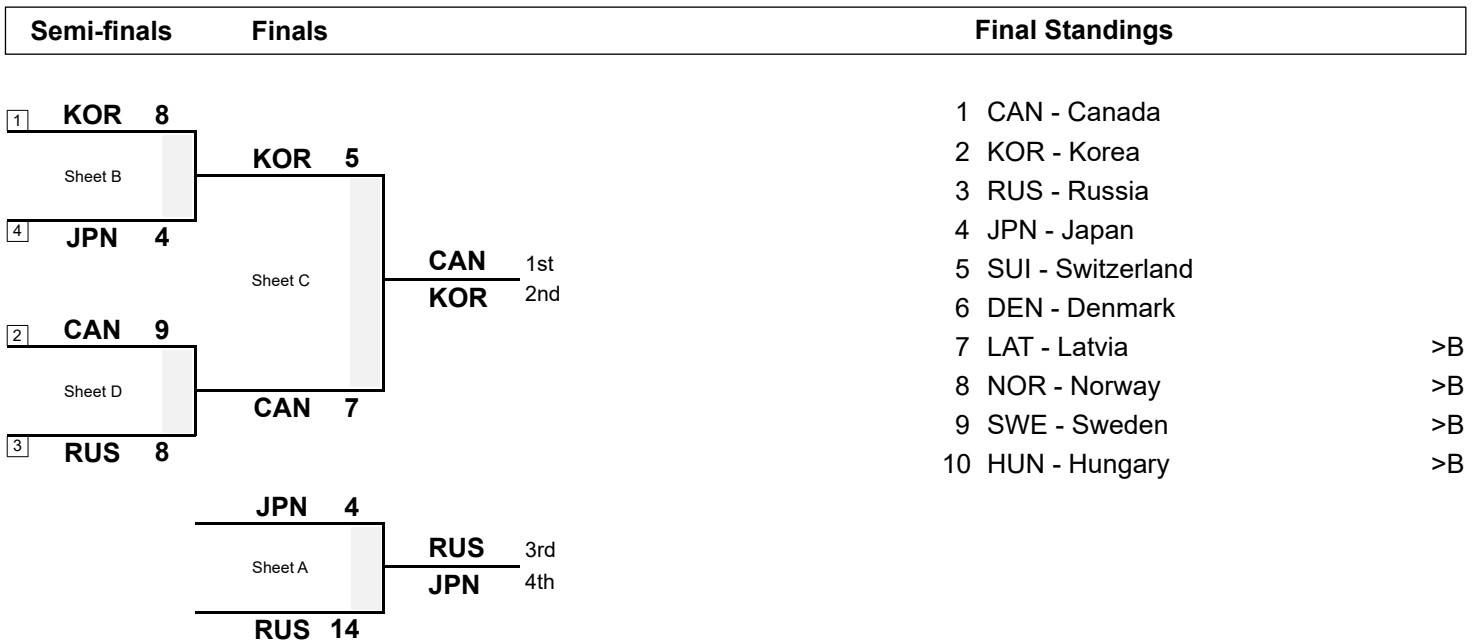 Semi-finals Finals Final Standings
1 KOR 8
Sheet B
4 JPN 4
KOR 5
Sheet C
CAN 7
2 CAN 9
Sheet D
3 RUS 8
CAN 1st
KOR 2nd
JPN 4
Sheet A
RUS 14
RUS 3rd
JPN 4th
1 CAN - Canada
2 KOR - Korea
3 RUS - Russia
4 JPN - Japan
5 SUI - Switzerland
6 DEN - Denmark
7 LAT - Latvia >B
8 NOR - Norway >B
9 SWE - Sweden >B
10 HUN - Hungary >B